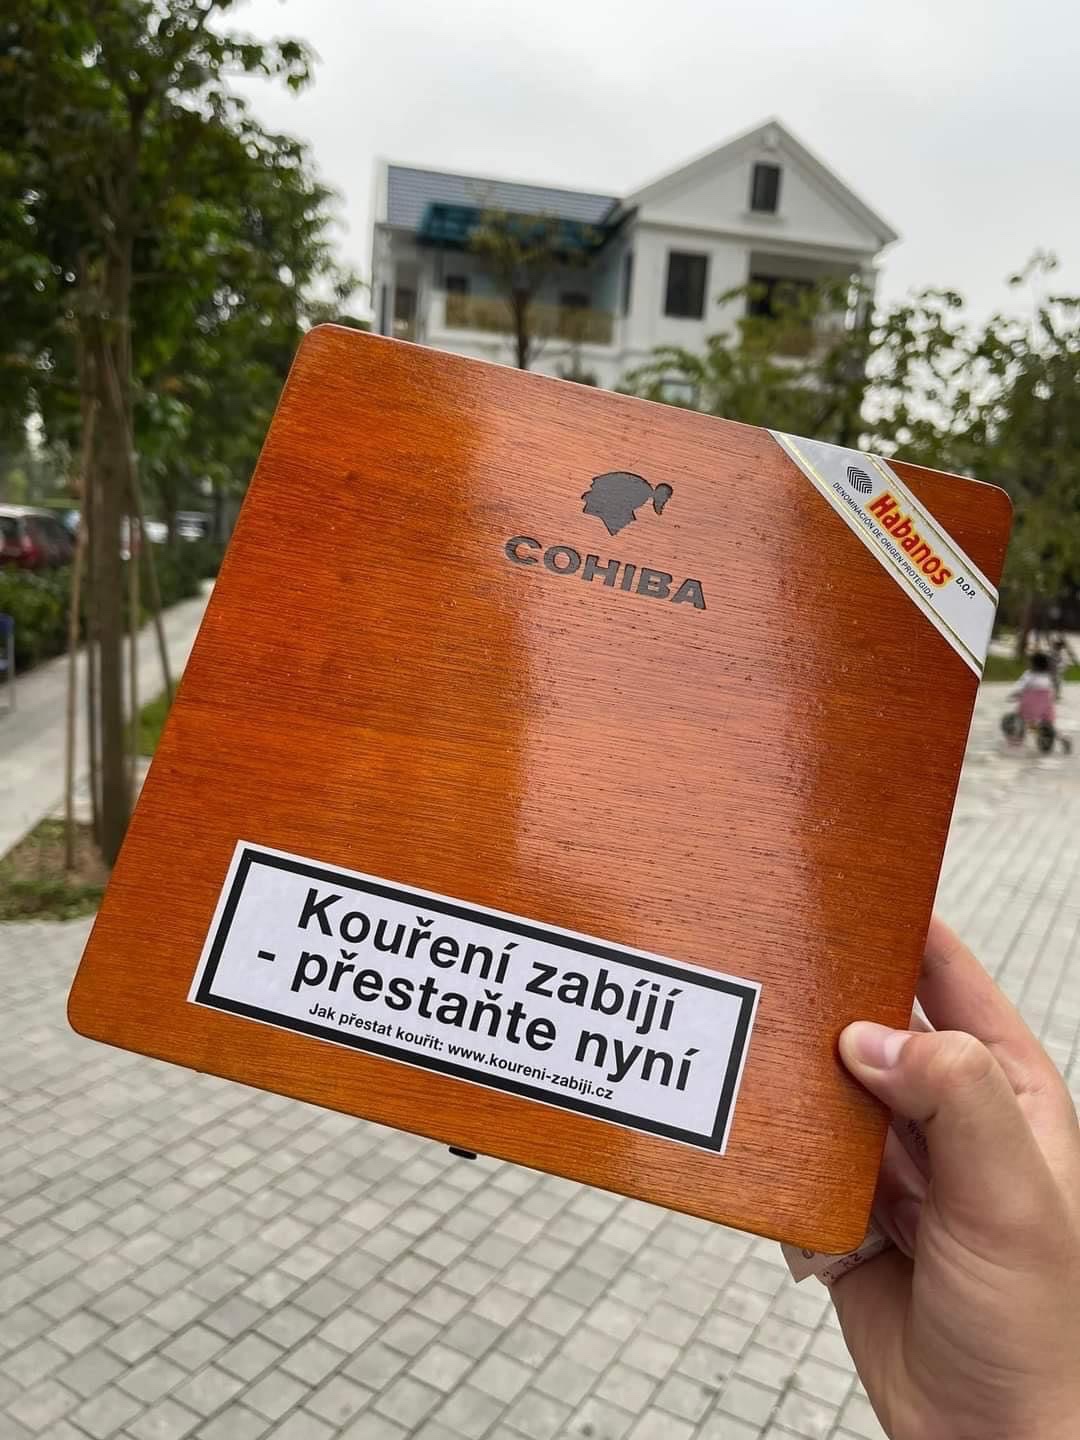 COHIBA
Habanos D.O.P.
DENOMINACIÓN DE ORIGEN PROTEGIDA
Kouření zabíjí
- přestaňte nyní
Jak přestat kouřit: www.koureni-zabiji.cz